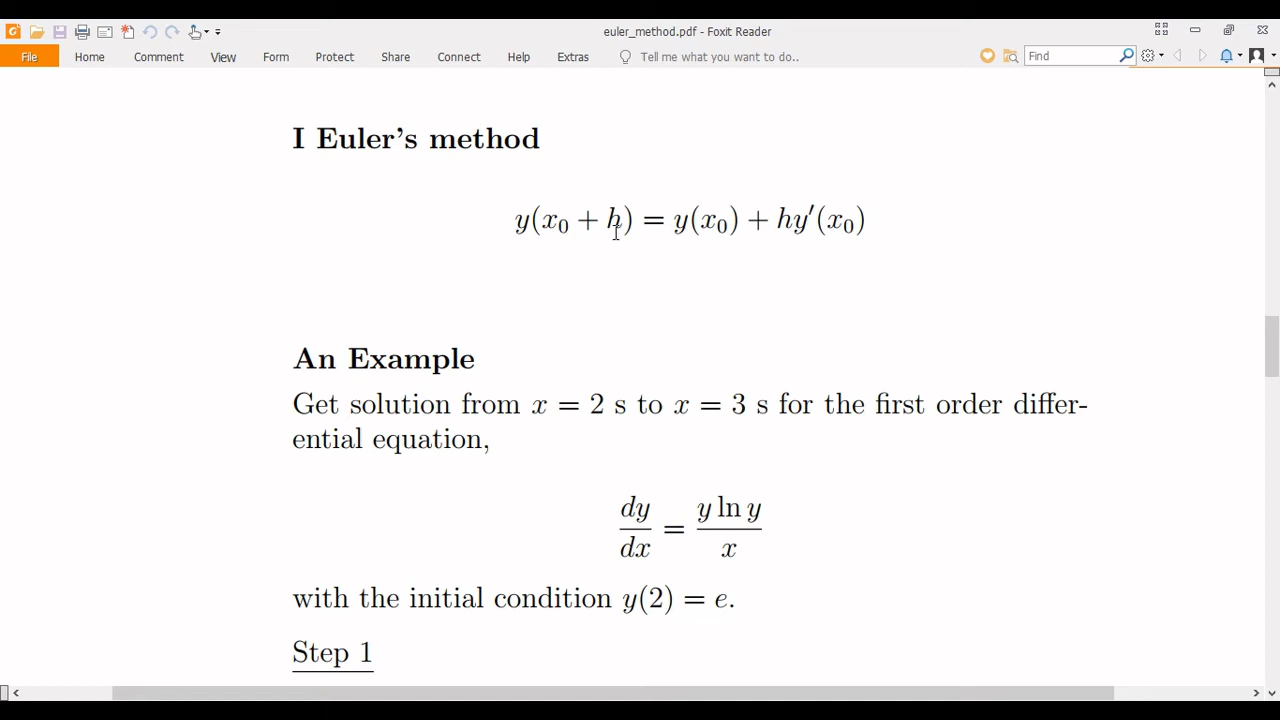 euler_method.pdf - Foxit Reader
File Home Comment View Form Protect Share Connect Help Extras Tell me what you want to do.. Find
I Euler's method
y(x₀ + h) = y(x₀) + hy′(x₀)
An Example
Get solution from x = 2 s to x = 3 s for the first order differ-
ential equation,
dy/dx = y ln y/x
with the initial condition y(2) = e.
Step 1